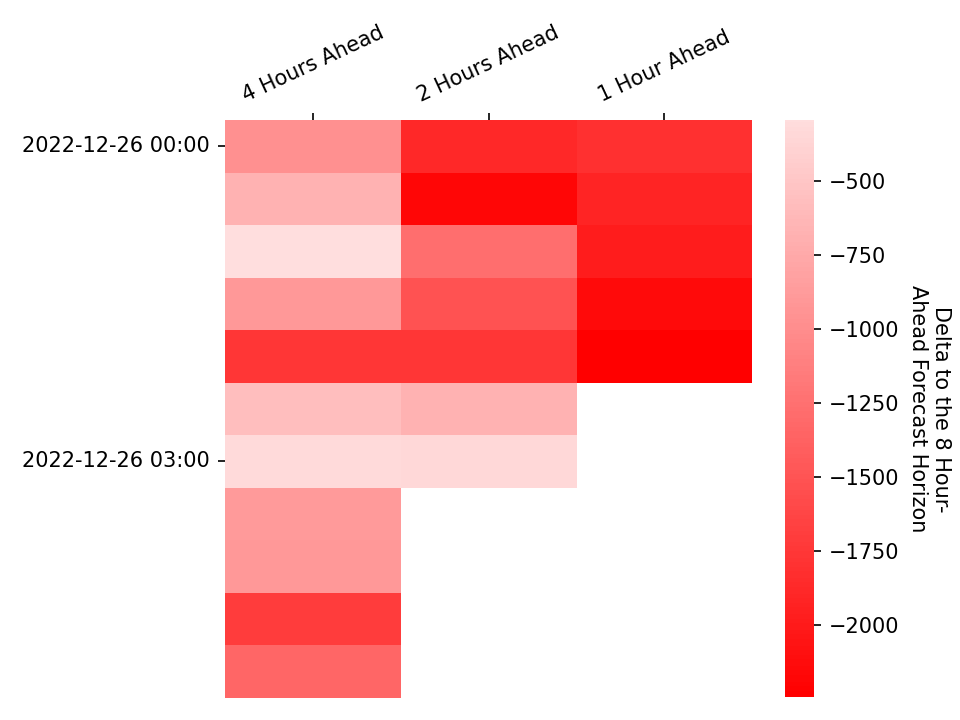 4 Hours Ahead
2 Hours Ahead
1 Hour Ahead
2022-12-26 00:00
2022-12-26 03:00
−500
−750
−1000
−1250
−1500
−1750
−2000
Delta to the 8 Hour-
Ahead Forecast Horizon